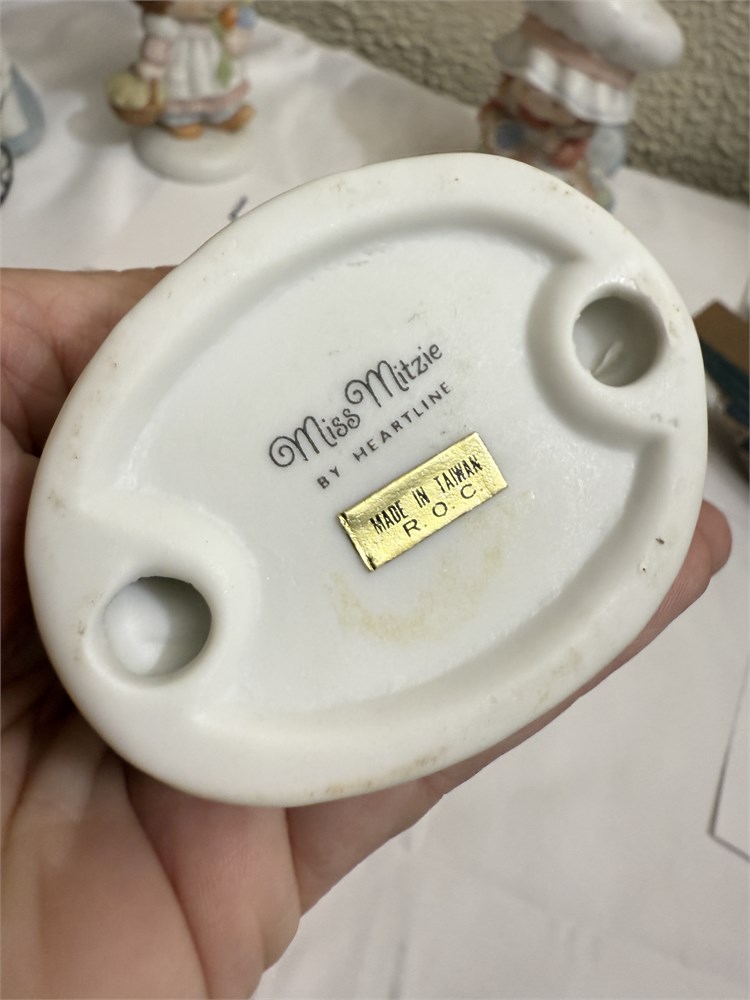 Miss Mitzie
BY HEARTLINE
MADE IN TAIWAN
R. O. C.